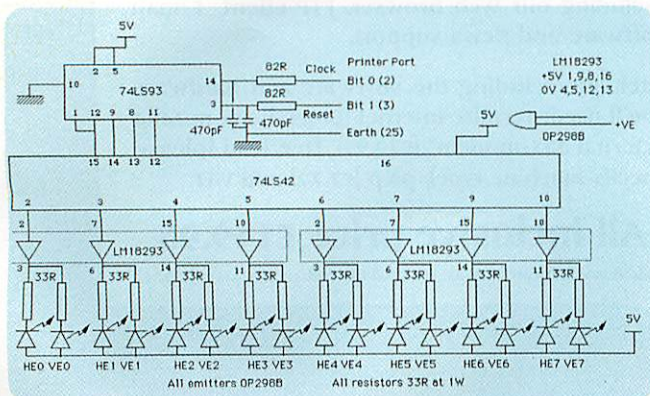 5V
2 5
10
74LS93
14
3
1 12 9 8 11
82R
Clock
Printer Port
Bit 0 (2)
82R
Bit 1 (3)
Reset
470pF
470pF
Earth (25)
LM18293
+5V 1,9,8,16
0V 4,5,12,13
+VE
OP298B
5V
15 14 13 12
16
74LS42
2 3 4 5 6 7 9 10
2 7 15 10 2 7 15 10
LM18293
LM18293
3 6 14 11 3 6 14 11
33R 33R 33R 33R 33R 33R 33R 33R
5V
HE0 VE0 HE1 VE1 HE2 VE2 HE3 VE3 HE4 VE4 HE5 VE5 HE6 VE6 HE7 VE7
All emitters OP298B
All resistors 33R at 1W